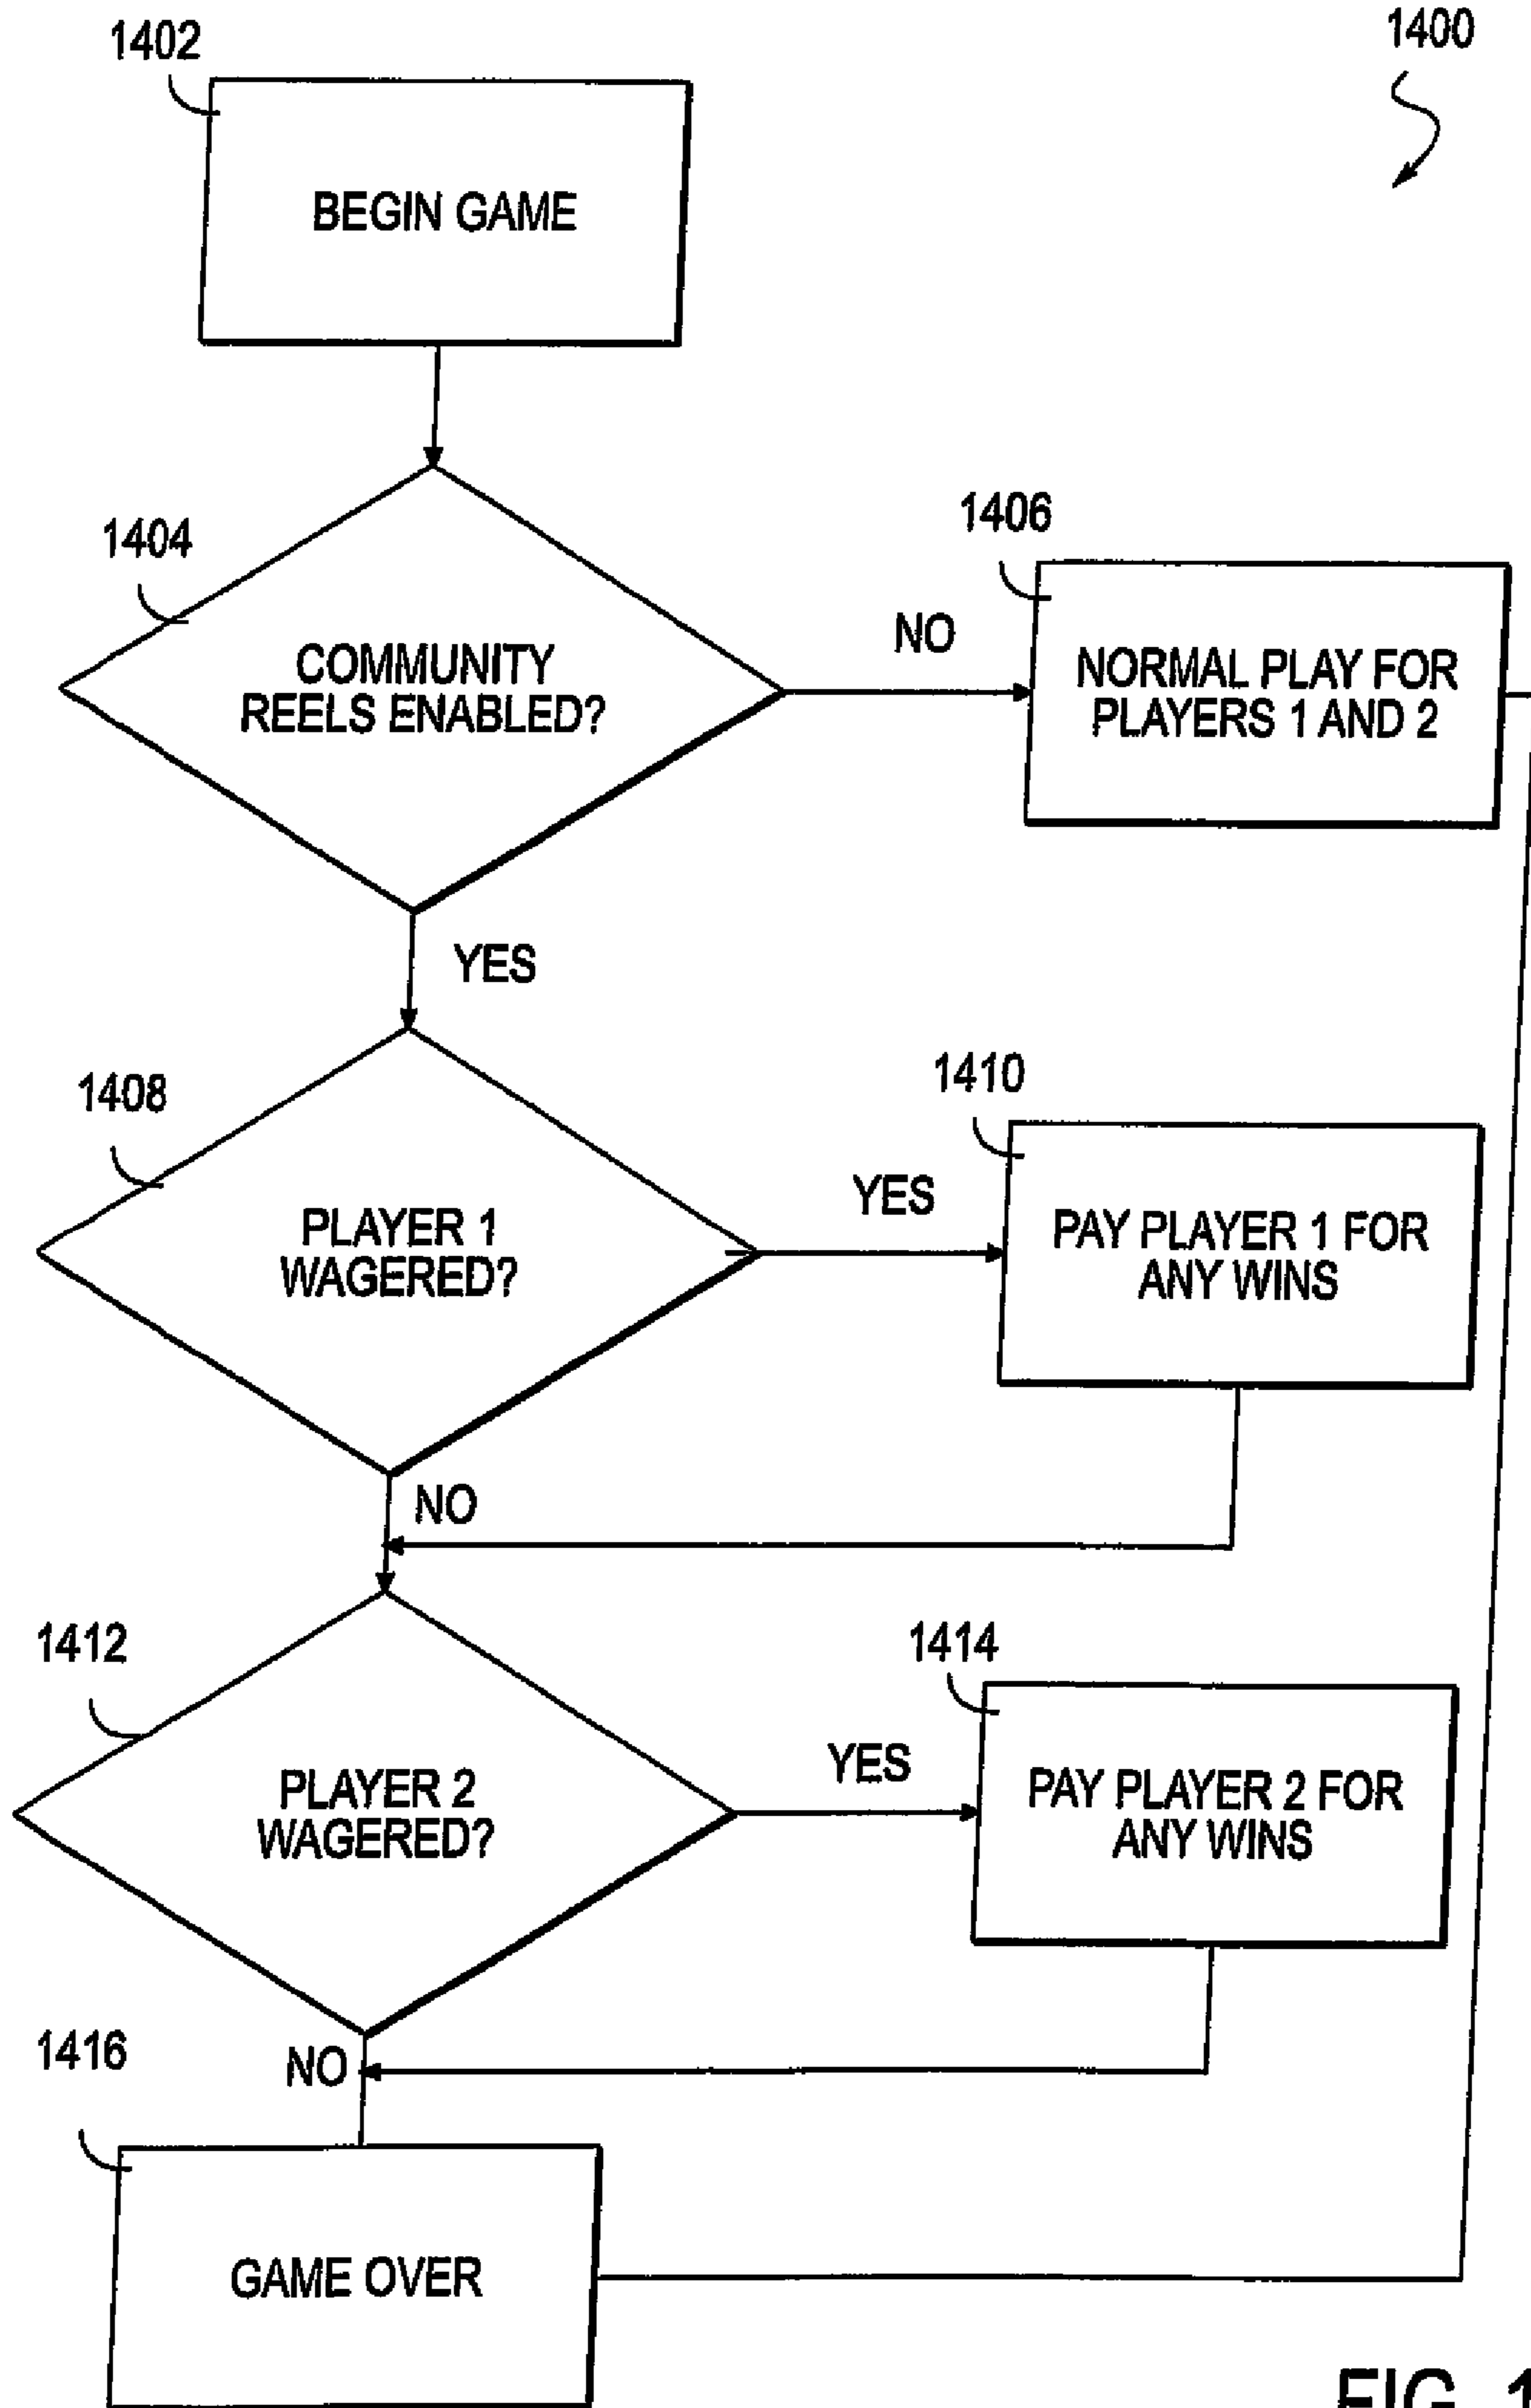 1402
1400
BEGIN GAME
1404
COMMUNITY
REELS ENABLED?
NO
1406
NORMAL PLAY FOR
PLAYERS 1 AND 2
YES
1408
PLAYER 1
WAGERED?
YES
1410
PAY PLAYER 1 FOR
ANY WINS
NO
1412
PLAYER 2
WAGERED?
YES
1414
PAY PLAYER 2 FOR
ANY WINS
NO
1416
GAME OVER
FIG. 1